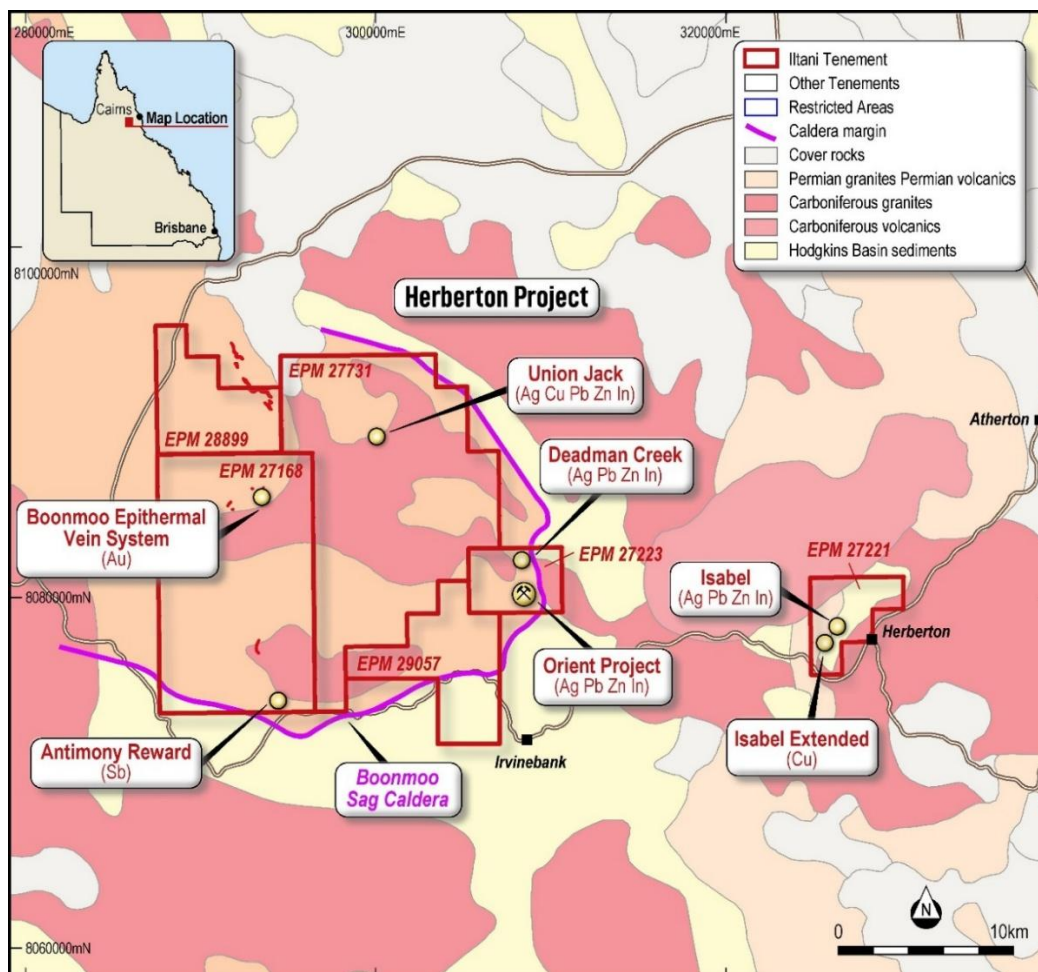 280000mE
300000mE
320000mE
8100000mN
8080000mN
8060000mN
Cairns
Map Location
Brisbane
Iltani Tenement
Other Tenements
Restricted Areas
Caldera margin
Cover rocks
Permian granites Permian volcanics
Carboniferous granites
Carboniferous volcanics
Hodgkins Basin sediments
Herberton Project
EPM 27731
Union Jack
(Ag Cu Pb Zn In)
Atherton
EPM 28899
EPM 27168
Deadman Creek
(Ag Pb Zn In)
Boonmoo Epithermal
Vein System
(Au)
EPM 27223
EPM 27221
Isabel
(Ag Pb Zn In)
Herberton
EPM 29057
Orient Project
(Ag Pb Zn In)
Antimony Reward
(Sb)
Boonmoo
Sag Caldera
Irvinebank
Isabel Extended
(Cu)
N
0 10km